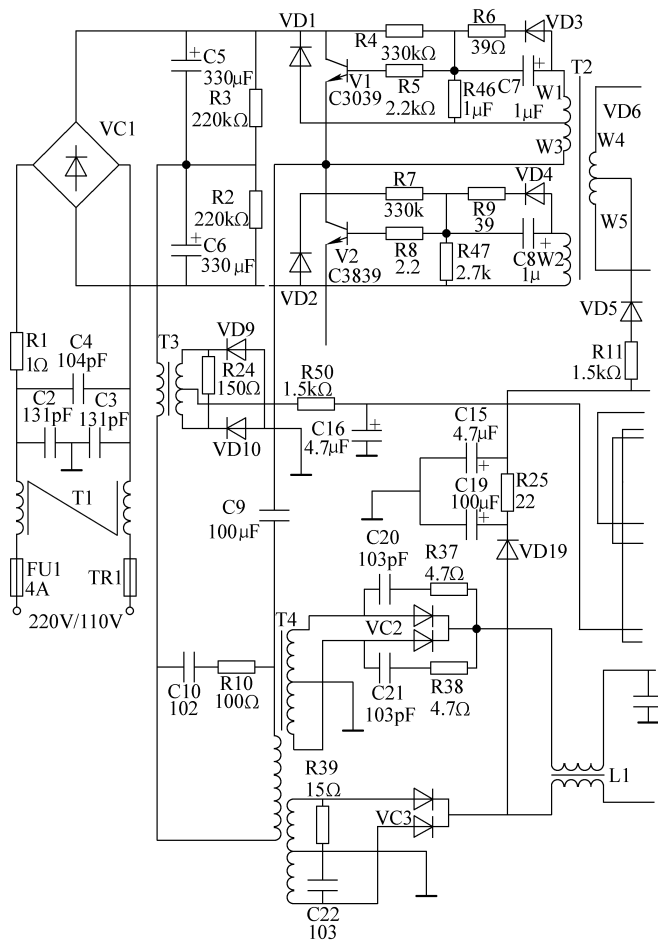 VD1
R4
330kΩ
R6
39Ω
VD3
C5
330μF
R3
220kΩ
V1
C3039
R5
2.2kΩ
R46
1μF
C7
1μF
W1
T2
VD6
W4
VC1
W3
R2
220kΩ
C6
330μF
R7
330k
R9
39
VD4
W5
V2
C3839
R8
2.2
R47
2.7k
C8
1μ
W2
VD2
VD5
R1
1Ω
C4
104pF
T3
VD9
R24
150Ω
R50
1.5kΩ
R11
1.5kΩ
C2
131pF
C3
131pF
VD10
C16
4.7μF
C15
4.7μF
T1
C19
100μF
R25
22
C9
100μF
FU1
4A
TR1
C20
103pF
R37
4.7Ω
VD19
220V/110V
T4
VC2
C10
102
R10
100Ω
C21
103pF
R38
4.7Ω
R39
15Ω
L1
VC3
C22
103